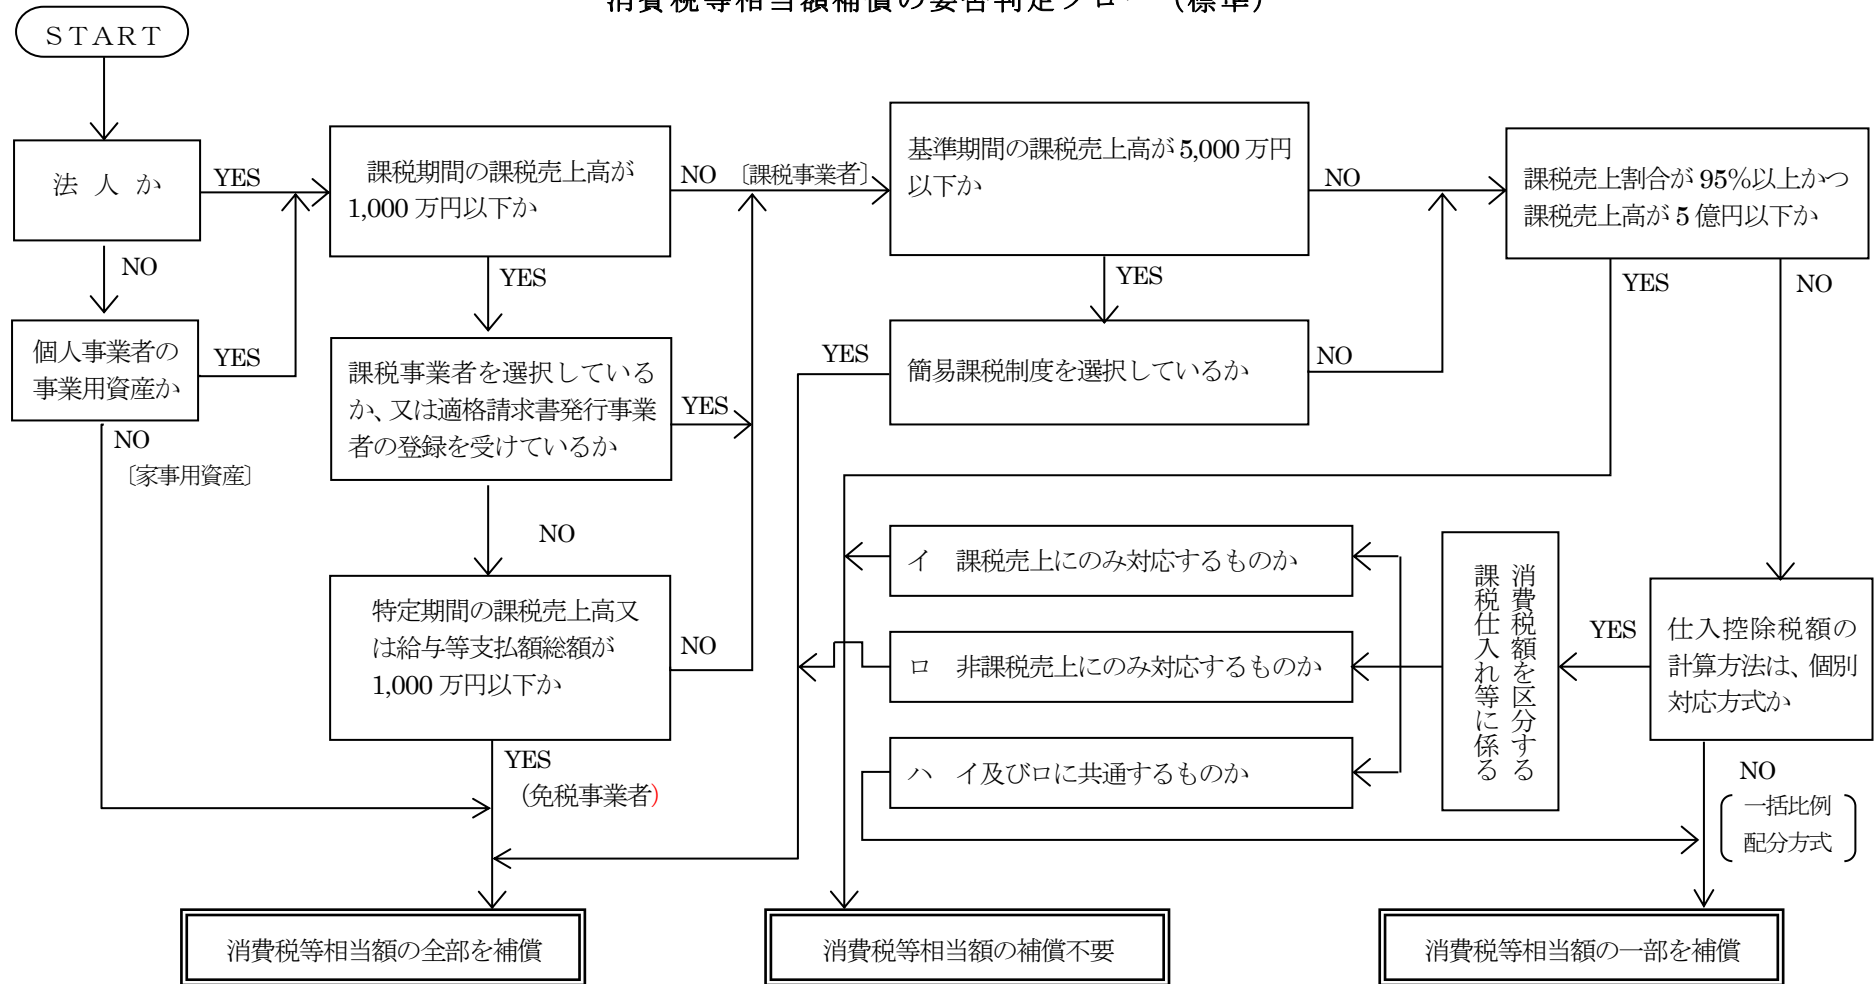 消費税等相当額補償の要否判定フロー（標準）
START
法 人 か
YES
NO
個人事業者の
事業用資産か
YES
NO
〔家事用資産〕
課税期間の課税売上高が
1,000 万円以下か
NO 〔課税事業者〕
YES
課税事業者を選択している
か、又は適格請求書発行事業
者の登録を受けているか
YES
NO
特定期間の課税売上高又
は給与等支払額総額が
1,000 万円以下か
NO
YES
（免税事業者）
基準期間の課税売上高が 5,000 万円
以下か
NO
YES
簡易課税制度を選択しているか
YES
NO
課税売上割合が 95%以上かつ
課税売上高が 5 億円以下か
YES
NO
仕入控除税額の
計算方法は、個別
対応方式か
YES
NO
一括比例
配分方式
消費税額を区分する
課税仕入れ等に係る
イ 課税売上にのみ対応するものか
ロ 非課税売上にのみ対応するものか
ハ イ及びロに共通するものか
消費税等相当額の全部を補償
消費税等相当額の補償不要
消費税等相当額の一部を補償